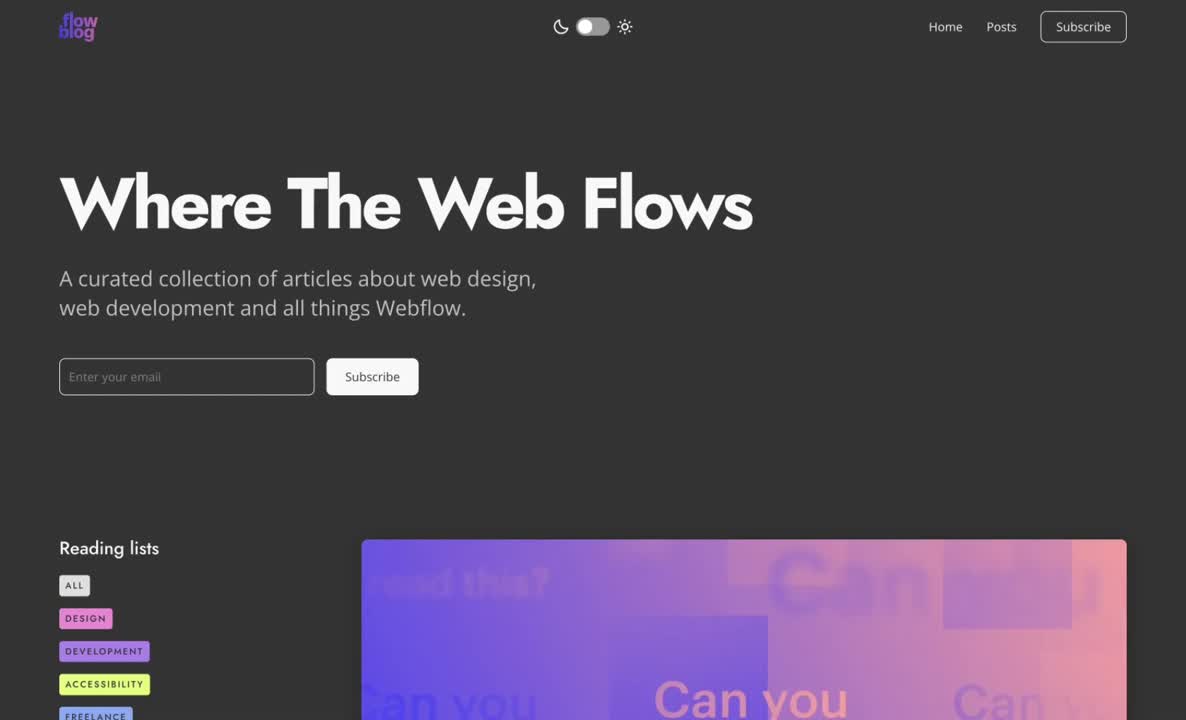 .flow
blog
Home
Posts
Subscribe
Where The Web Flows
A curated collection of articles about web design,
web development and all things Webflow.
Enter your email
Subscribe
Reading lists
ALL
DESIGN
DEVELOPMENT
ACCESSIBILITY
FREELANCE
read this?
Can you
Can you
Can you
Can you